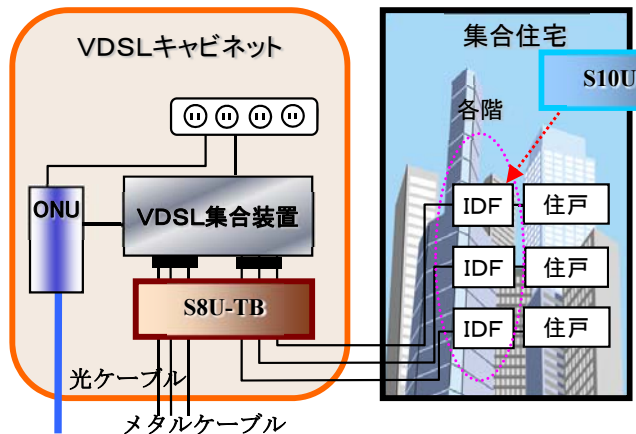 VDSLキャビネット
ONU
VDSL集合装置
S8U-TB
光ケーブル
メタルケーブル
集合住宅
S10U
各階
IDF 住戸
IDF 住戸
IDF 住戸